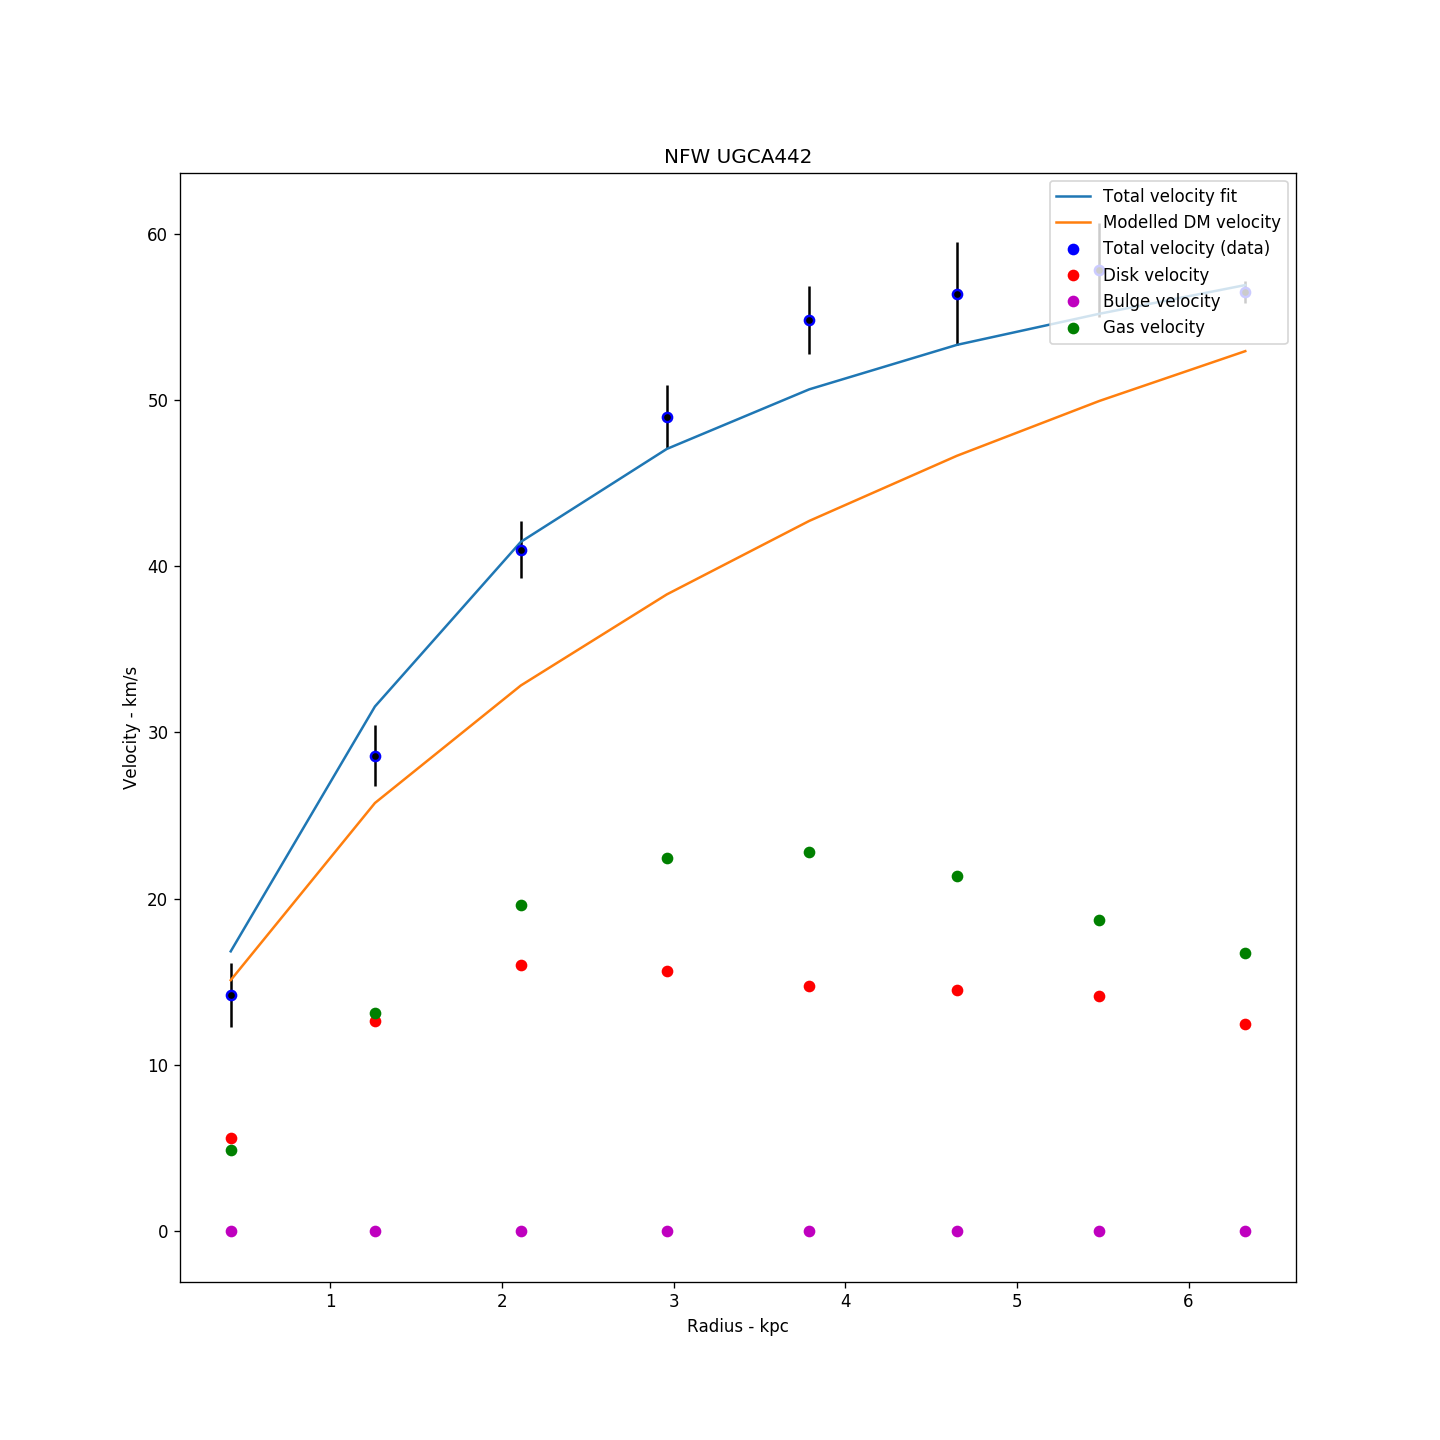 NFW UGCA442
Total velocity fit
Modelled DM velocity
Total velocity (data)
Disk velocity
Bulge velocity
Gas velocity
60
50
40
30
20
10
0
Velocity - km/s
1 2 3 4 5 6
Radius - kpc